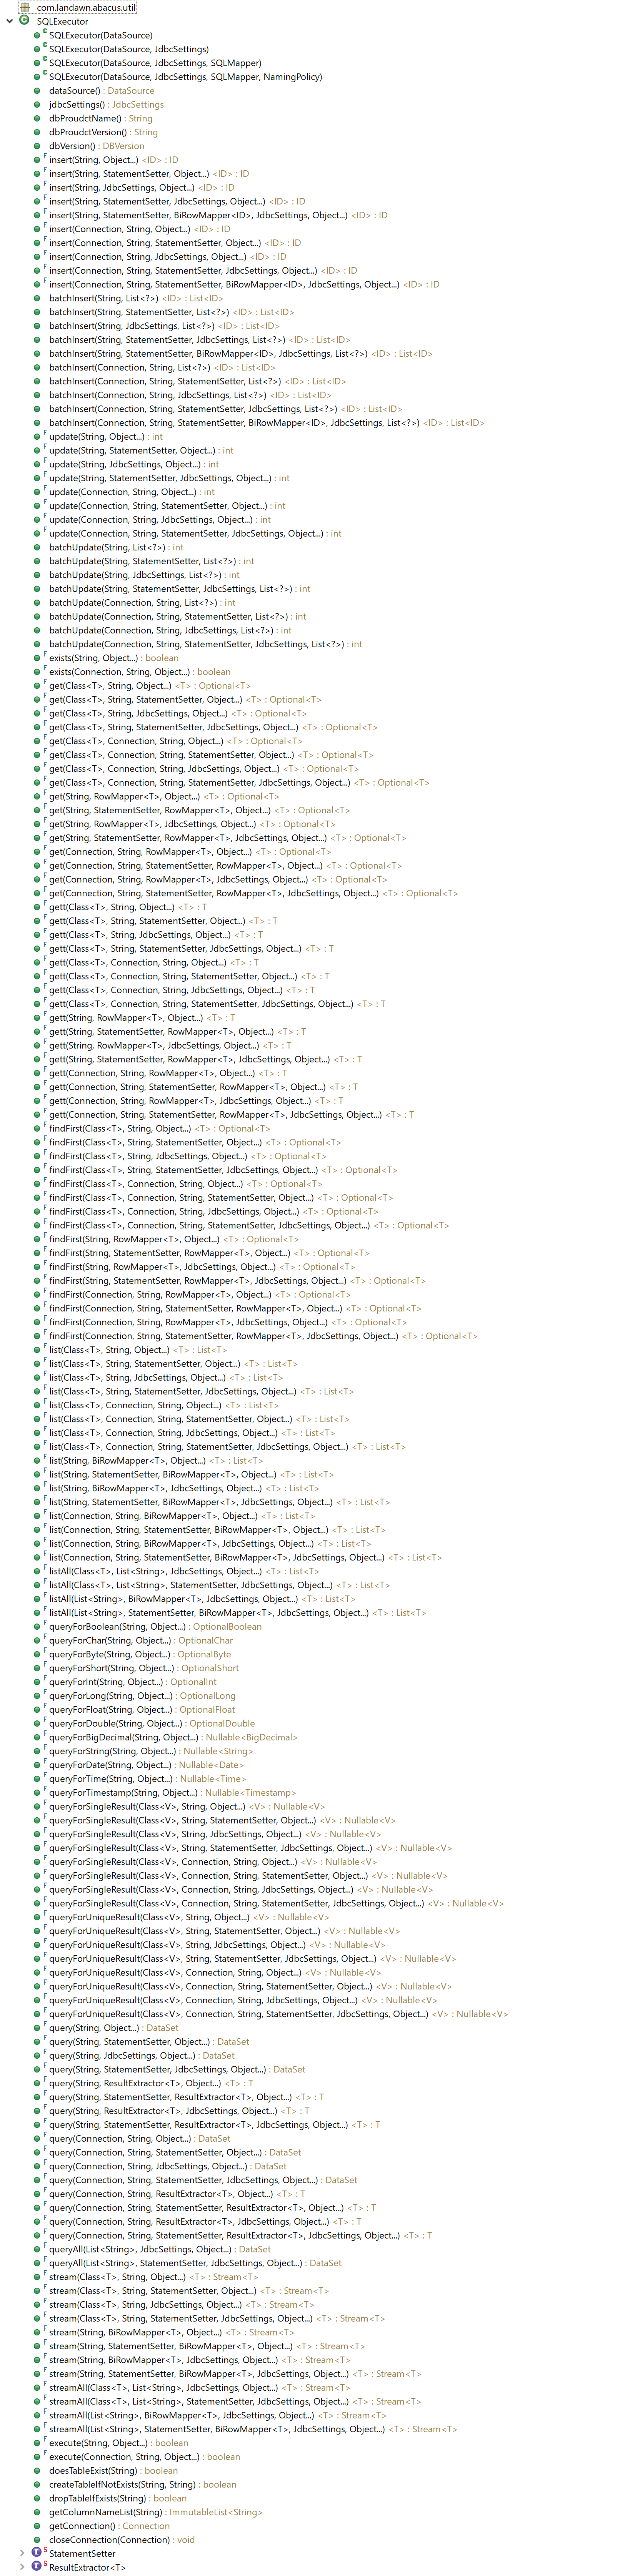 com.landawn.abacus.util
SQLExecutor
SQLExecutor(DataSource)
SQLExecutor(DataSource, JdbcSettings)
SQLExecutor(DataSource, JdbcSettings, SQLMapper)
SQLExecutor(DataSource, JdbcSettings, SQLMapper, NamingPolicy)
dataSource() : DataSource
jdbcSettings() : JdbcSettings
dbProudctName() : String
dbProudctVersion() : String
dbVersion() : DBVersion
insert(String, Object...) <ID> : ID
insert(String, StatementSetter, Object...) <ID> : ID
insert(String, JdbcSettings, Object...) <ID> : ID
insert(String, StatementSetter, JdbcSettings, Object...) <ID> : ID
insert(String, StatementSetter, BiRowMapper<ID>, JdbcSettings, Object...) <ID> : ID
insert(Connection, String, Object...) <ID> : ID
insert(Connection, String, StatementSetter, Object...) <ID> : ID
insert(Connection, String, JdbcSettings, Object...) <ID> : ID
insert(Connection, String, StatementSetter, JdbcSettings, Object...) <ID> : ID
insert(Connection, String, StatementSetter, BiRowMapper<ID>, JdbcSettings, Object...) <ID> : ID
batchInsert(String, List<?>) <ID> : List<ID>
batchInsert(String, StatementSetter, List<?>) <ID> : List<ID>
batchInsert(String, JdbcSettings, List<?>) <ID> : List<ID>
batchInsert(String, StatementSetter, JdbcSettings, List<?>) <ID> : List<ID>
batchInsert(String, StatementSetter, BiRowMapper<ID>, JdbcSettings, List<?>) <ID> : List<ID>
batchInsert(Connection, String, List<?>) <ID> : List<ID>
batchInsert(Connection, String, StatementSetter, List<?>) <ID> : List<ID>
batchInsert(Connection, String, JdbcSettings, List<?>) <ID> : List<ID>
batchInsert(Connection, String, StatementSetter, JdbcSettings, List<?>) <ID> : List<ID>
batchInsert(Connection, String, StatementSetter, BiRowMapper<ID>, JdbcSettings, List<?>) <ID> : List<ID>
update(String, Object...) : int
update(String, StatementSetter, Object...) : int
update(String, JdbcSettings, Object...) : int
update(String, StatementSetter, JdbcSettings, Object...) : int
update(Connection, String, Object...) : int
update(Connection, String, StatementSetter, Object...) : int
update(Connection, String, JdbcSettings, Object...) : int
update(Connection, String, StatementSetter, JdbcSettings, Object...) : int
batchUpdate(String, List<?>) : int
batchUpdate(String, StatementSetter, List<?>) : int
batchUpdate(String, JdbcSettings, List<?>) : int
batchUpdate(String, StatementSetter, JdbcSettings, List<?>) : int
batchUpdate(Connection, String, List<?>) : int
batchUpdate(Connection, String, StatementSetter, List<?>) : int
batchUpdate(Connection, String, JdbcSettings, List<?>) : int
batchUpdate(Connection, String, StatementSetter, JdbcSettings, List<?>) : int
exists(String, Object...) : boolean
exists(Connection, String, Object...) : boolean
get(Class<T>, String, Object...) <T> : Optional<T>
get(Class<T>, String, StatementSetter, Object...) <T> : Optional<T>
get(Class<T>, String, JdbcSettings, Object...) <T> : Optional<T>
get(Class<T>, String, StatementSetter, JdbcSettings, Object...) <T> : Optional<T>
get(Class<T>, Connection, String, Object...) <T> : Optional<T>
get(Class<T>, Connection, String, StatementSetter, Object...) <T> : Optional<T>
get(Class<T>, Connection, String, JdbcSettings, Object...) <T> : Optional<T>
get(Class<T>, Connection, String, StatementSetter, JdbcSettings, Object...) <T> : Optional<T>
get(String, RowMapper<T>, Object...) <T> : Optional<T>
get(String, StatementSetter, RowMapper<T>, Object...) <T> : Optional<T>
get(String, RowMapper<T>, JdbcSettings, Object...) <T> : Optional<T>
get(String, StatementSetter, RowMapper<T>, JdbcSettings, Object...) <T> : Optional<T>
get(Connection, String, RowMapper<T>, Object...) <T> : Optional<T>
get(Connection, String, StatementSetter, RowMapper<T>, Object...) <T> : Optional<T>
get(Connection, String, RowMapper<T>, JdbcSettings, Object...) <T> : Optional<T>
get(Connection, String, StatementSetter, RowMapper<T>, JdbcSettings, Object...) <T> : Optional<T>
gett(Class<T>, String, Object...) <T> : T
gett(Class<T>, String, StatementSetter, Object...) <T> : T
gett(Class<T>, String, JdbcSettings, Object...) <T> : T
gett(Class<T>, String, StatementSetter, JdbcSettings, Object...) <T> : T
gett(Class<T>, Connection, String, Object...) <T> : T
gett(Class<T>, Connection, String, StatementSetter, Object...) <T> : T
gett(Class<T>, Connection, String, JdbcSettings, Object...) <T> : T
gett(Class<T>, Connection, String, StatementSetter, JdbcSettings, Object...) <T> : T
gett(String, RowMapper<T>, Object...) <T> : T
gett(String, StatementSetter, RowMapper<T>, Object...) <T> : T
gett(String, RowMapper<T>, JdbcSettings, Object...) <T> : T
gett(String, StatementSetter, RowMapper<T>, JdbcSettings, Object...) <T> : T
gett(Connection, String, RowMapper<T>, Object...) <T> : T
gett(Connection, String, StatementSetter, RowMapper<T>, Object...) <T> : T
gett(Connection, String, RowMapper<T>, JdbcSettings, Object...) <T> : T
gett(Connection, String, StatementSetter, RowMapper<T>, JdbcSettings, Object...) <T> : T
findFirst(Class<T>, String, Object...) <T> : Optional<T>
findFirst(Class<T>, String, StatementSetter, Object...) <T> : Optional<T>
findFirst(Class<T>, String, JdbcSettings, Object...) <T> : Optional<T>
findFirst(Class<T>, String, StatementSetter, JdbcSettings, Object...) <T> : Optional<T>
findFirst(Class<T>, Connection, String, Object...) <T> : Optional<T>
findFirst(Class<T>, Connection, String, StatementSetter, Object...) <T> : Optional<T>
findFirst(Class<T>, Connection, String, JdbcSettings, Object...) <T> : Optional<T>
findFirst(Class<T>, Connection, String, StatementSetter, JdbcSettings, Object...) <T> : Optional<T>
findFirst(String, RowMapper<T>, Object...) <T> : Optional<T>
findFirst(String, StatementSetter, RowMapper<T>, Object...) <T> : Optional<T>
findFirst(String, RowMapper<T>, JdbcSettings, Object...) <T> : Optional<T>
findFirst(String, StatementSetter, RowMapper<T>, JdbcSettings, Object...) <T> : Optional<T>
findFirst(Connection, String, RowMapper<T>, Object...) <T> : Optional<T>
findFirst(Connection, String, StatementSetter, RowMapper<T>, Object...) <T> : Optional<T>
findFirst(Connection, String, RowMapper<T>, JdbcSettings, Object...) <T> : Optional<T>
findFirst(Connection, String, StatementSetter, RowMapper<T>, JdbcSettings, Object...) <T> : Optional<T>
list(Class<T>, String, Object...) <T> : List<T>
list(Class<T>, String, StatementSetter, Object...) <T> : List<T>
list(Class<T>, String, JdbcSettings, Object...) <T> : List<T>
list(Class<T>, String, StatementSetter, JdbcSettings, Object...) <T> : List<T>
list(Class<T>, Connection, String, Object...) <T> : List<T>
list(Class<T>, Connection, String, StatementSetter, Object...) <T> : List<T>
list(Class<T>, Connection, String, JdbcSettings, Object...) <T> : List<T>
list(Class<T>, Connection, String, StatementSetter, JdbcSettings, Object...) <T> : List<T>
list(String, BiRowMapper<T>, Object...) <T> : List<T>
list(String, StatementSetter, BiRowMapper<T>, Object...) <T> : List<T>
list(String, BiRowMapper<T>, JdbcSettings, Object...) <T> : List<T>
list(String, StatementSetter, BiRowMapper<T>, JdbcSettings, Object...) <T> : List<T>
list(Connection, String, BiRowMapper<T>, Object...) <T> : List<T>
list(Connection, String, StatementSetter, BiRowMapper<T>, Object...) <T> : List<T>
list(Connection, String, BiRowMapper<T>, JdbcSettings, Object...) <T> : List<T>
list(Connection, String, StatementSetter, BiRowMapper<T>, JdbcSettings, Object...) <T> : List<T>
listAll(Class<T>, List<String>, JdbcSettings, Object...) <T> : List<T>
listAll(Class<T>, List<String>, StatementSetter, JdbcSettings, Object...) <T> : List<T>
listAll(List<String>, BiRowMapper<T>, JdbcSettings, Object...) <T> : List<T>
listAll(List<String>, StatementSetter, BiRowMapper<T>, JdbcSettings, Object...) <T> : List<T>
queryForBoolean(String, Object...) : OptionalBoolean
queryForChar(String, Object...) : OptionalChar
queryForByte(String, Object...) : OptionalByte
queryForShort(String, Object...) : OptionalShort
queryForInt(String, Object...) : OptionalInt
queryForLong(String, Object...) : OptionalLong
queryForFloat(String, Object...) : OptionalFloat
queryForDouble(String, Object...) : OptionalDouble
queryForBigDecimal(String, Object...) : Nullable<BigDecimal>
queryForString(String, Object...) : Nullable<String>
queryForDate(String, Object...) : Nullable<Date>
queryForTime(String, Object...) : Nullable<Time>
queryForTimestamp(String, Object...) : Nullable<Timestamp>
queryForSingleResult(Class<V>, String, Object...) <V> : Nullable<V>
queryForSingleResult(Class<V>, String, StatementSetter, Object...) <V> : Nullable<V>
queryForSingleResult(Class<V>, String, JdbcSettings, Object...) <V> : Nullable<V>
queryForSingleResult(Class<V>, String, StatementSetter, JdbcSettings, Object...) <V> : Nullable<V>
queryForSingleResult(Class<V>, Connection, String, Object...) <V> : Nullable<V>
queryForSingleResult(Class<V>, Connection, String, StatementSetter, Object...) <V> : Nullable<V>
queryForSingleResult(Class<V>, Connection, String, JdbcSettings, Object...) <V> : Nullable<V>
queryForSingleResult(Class<V>, Connection, String, StatementSetter, JdbcSettings, Object...) <V> : Nullable<V>
queryForUniqueResult(Class<V>, String, Object...) <V> : Nullable<V>
queryForUniqueResult(Class<V>, String, StatementSetter, Object...) <V> : Nullable<V>
queryForUniqueResult(Class<V>, String, JdbcSettings, Object...) <V> : Nullable<V>
queryForUniqueResult(Class<V>, String, StatementSetter, JdbcSettings, Object...) <V> : Nullable<V>
queryForUniqueResult(Class<V>, Connection, String, Object...) <V> : Nullable<V>
queryForUniqueResult(Class<V>, Connection, String, StatementSetter, Object...) <V> : Nullable<V>
queryForUniqueResult(Class<V>, Connection, String, JdbcSettings, Object...) <V> : Nullable<V>
queryForUniqueResult(Class<V>, Connection, String, StatementSetter, JdbcSettings, Object...) <V> : Nullable<V>
query(String, Object...) : DataSet
query(String, StatementSetter, Object...) : DataSet
query(String, JdbcSettings, Object...) : DataSet
query(String, StatementSetter, JdbcSettings, Object...) : DataSet
query(String, ResultExtractor<T>, Object...) <T> : T
query(String, StatementSetter, ResultExtractor<T>, Object...) <T> : T
query(String, ResultExtractor<T>, JdbcSettings, Object...) <T> : T
query(String, StatementSetter, ResultExtractor<T>, JdbcSettings, Object...) <T> : T
query(Connection, String, Object...) : DataSet
query(Connection, String, StatementSetter, Object...) : DataSet
query(Connection, String, JdbcSettings, Object...) : DataSet
query(Connection, String, StatementSetter, JdbcSettings, Object...) : DataSet
query(Connection, String, ResultExtractor<T>, Object...) <T> : T
query(Connection, String, StatementSetter, ResultExtractor<T>, Object...) <T> : T
query(Connection, String, ResultExtractor<T>, JdbcSettings, Object...) <T> : T
query(Connection, String, StatementSetter, ResultExtractor<T>, JdbcSettings, Object...) <T> : T
queryAll(List<String>, JdbcSettings, Object...) : DataSet
queryAll(List<String>, StatementSetter, JdbcSettings, Object...) : DataSet
stream(Class<T>, String, Object...) <T> : Stream<T>
stream(Class<T>, String, StatementSetter, Object...) <T> : Stream<T>
stream(Class<T>, String, JdbcSettings, Object...) <T> : Stream<T>
stream(Class<T>, String, StatementSetter, JdbcSettings, Object...) <T> : Stream<T>
stream(String, BiRowMapper<T>, Object...) <T> : Stream<T>
stream(String, StatementSetter, BiRowMapper<T>, Object...) <T> : Stream<T>
stream(String, BiRowMapper<T>, JdbcSettings, Object...) <T> : Stream<T>
stream(String, StatementSetter, BiRowMapper<T>, JdbcSettings, Object...) <T> : Stream<T>
streamAll(Class<T>, List<String>, JdbcSettings, Object...) <T> : Stream<T>
streamAll(Class<T>, List<String>, StatementSetter, JdbcSettings, Object...) <T> : Stream<T>
streamAll(List<String>, BiRowMapper<T>, JdbcSettings, Object...) <T> : Stream<T>
streamAll(List<String>, StatementSetter, BiRowMapper<T>, JdbcSettings, Object...) <T> : Stream<T>
execute(String, Object...) : boolean
execute(Connection, String, Object...) : boolean
doesTableExist(String) : boolean
createTableIfNotExists(String, String) : boolean
dropTableIfExists(String) : boolean
getColumnNameList(String) : ImmutableList<String>
getConnection() : Connection
closeConnection(Connection) : void
StatementSetter
ResultExtractor<T>